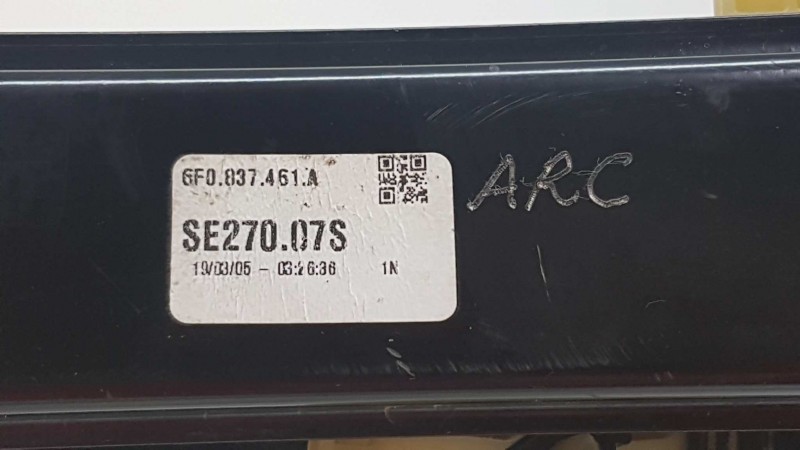 6F0.837.461.A
SE270.07S
19/03/05 - 03:26:36 1N
ARC